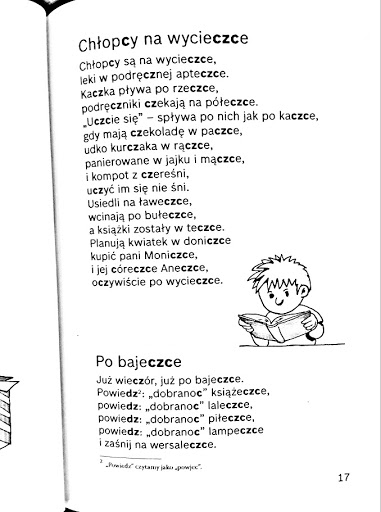 Chłopcy na wycieczce
Chłopcy są na wycieczce,
leki w podręcznej apteczce.
Kaczka pływa po rzeczce,
podręczniki czekają na półeczce.
„Uczcie się” – spływa po nich jak po kaczce,
gdy mają czekoladę w paczce,
udko kurczaka w rączce,
panierowane w jajku i mączce,
i kompot z czereśni,
uczyć im się nie śni.
Usiedli na ławeczce,
wcinają po bułeczce,
a książki zostały w teczce.
Planują kwiatek w doniczce
kupić pani Moniczce,
i jej córeczce Aneczce,
oczywiście po wycieczce.
Po bajeczce
Już wieczór, już po bajeczce.
Powiedz²: „dobranoc” książeczce,
powiedz: „dobranoc” laleczce,
powiedz: „dobranoc” piłeczce,
powiedz: „dobranoc” lampeczce
i zaśnij na wersaleczce.
² „Powiedz” czytamy jako „powjec”.
17